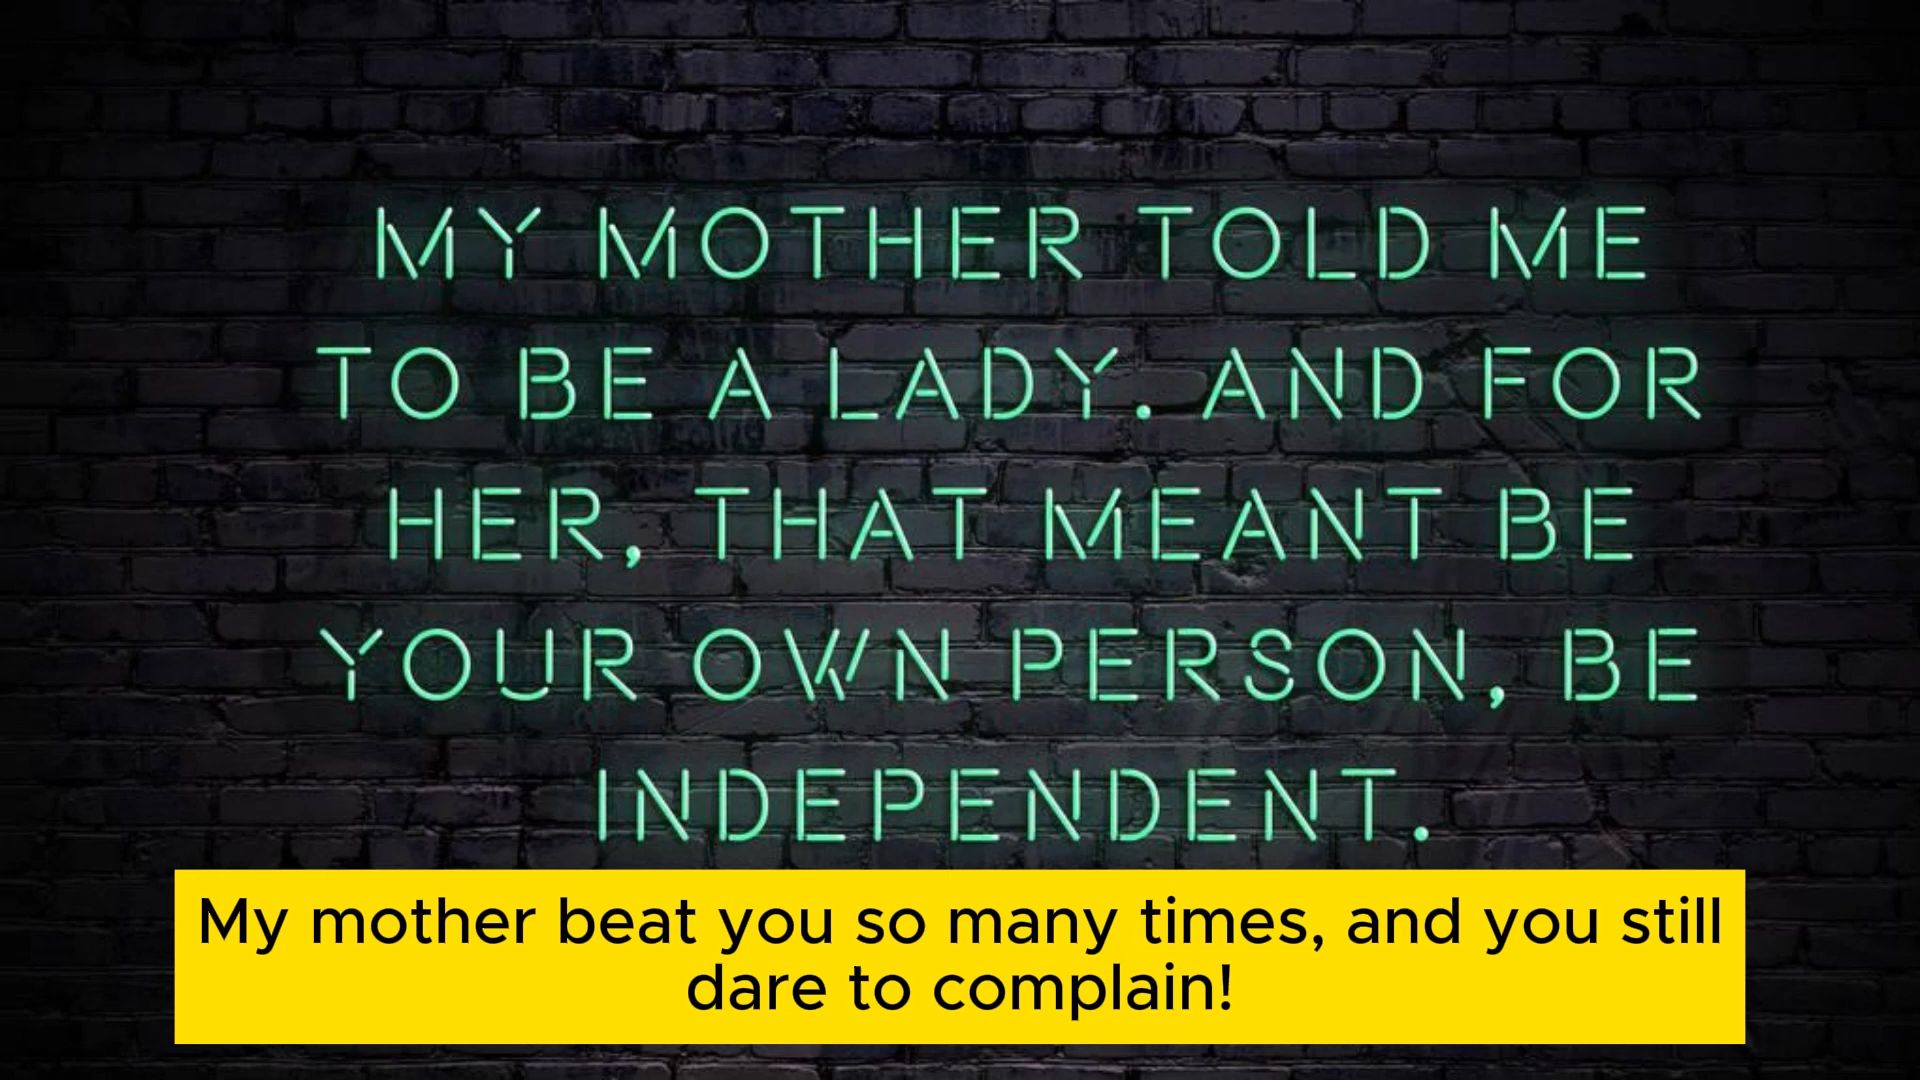 MY MOTHER TOLD ME
TO BE A LADY. AND FOR
HER, THAT MEANT BE
YOUR OWN PERSON, BE
INDEPENDENT.
My mother beat you so many times, and you still
dare to complain!